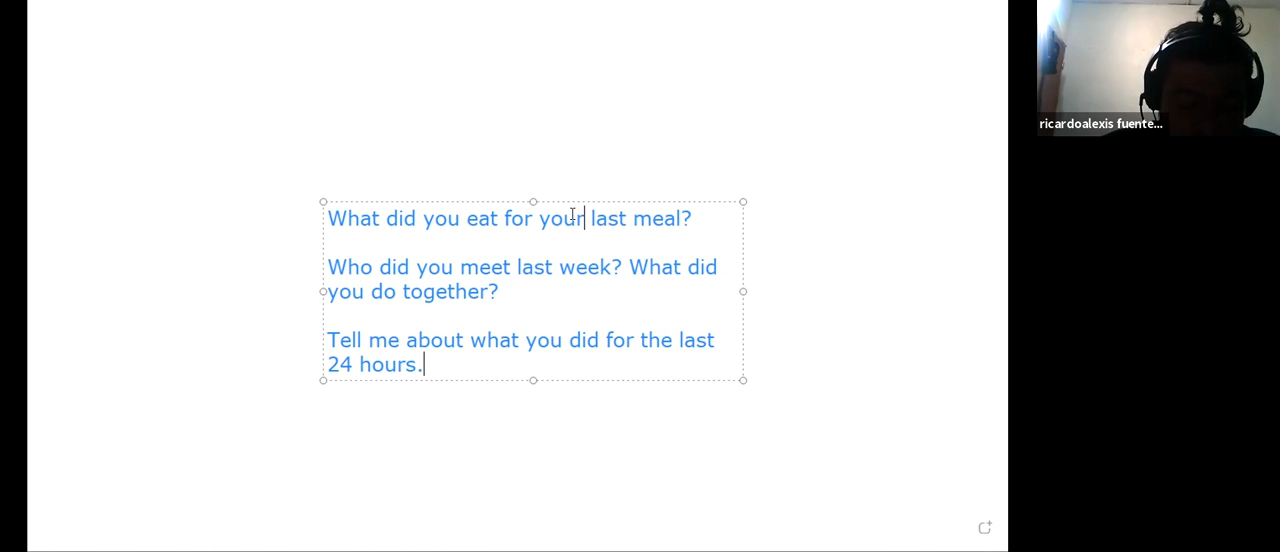 What did you eat for your last meal?
Who did you meet last week? What did
you do together?
Tell me about what you did for the last
24 hours.
ricardoalexis fuente...